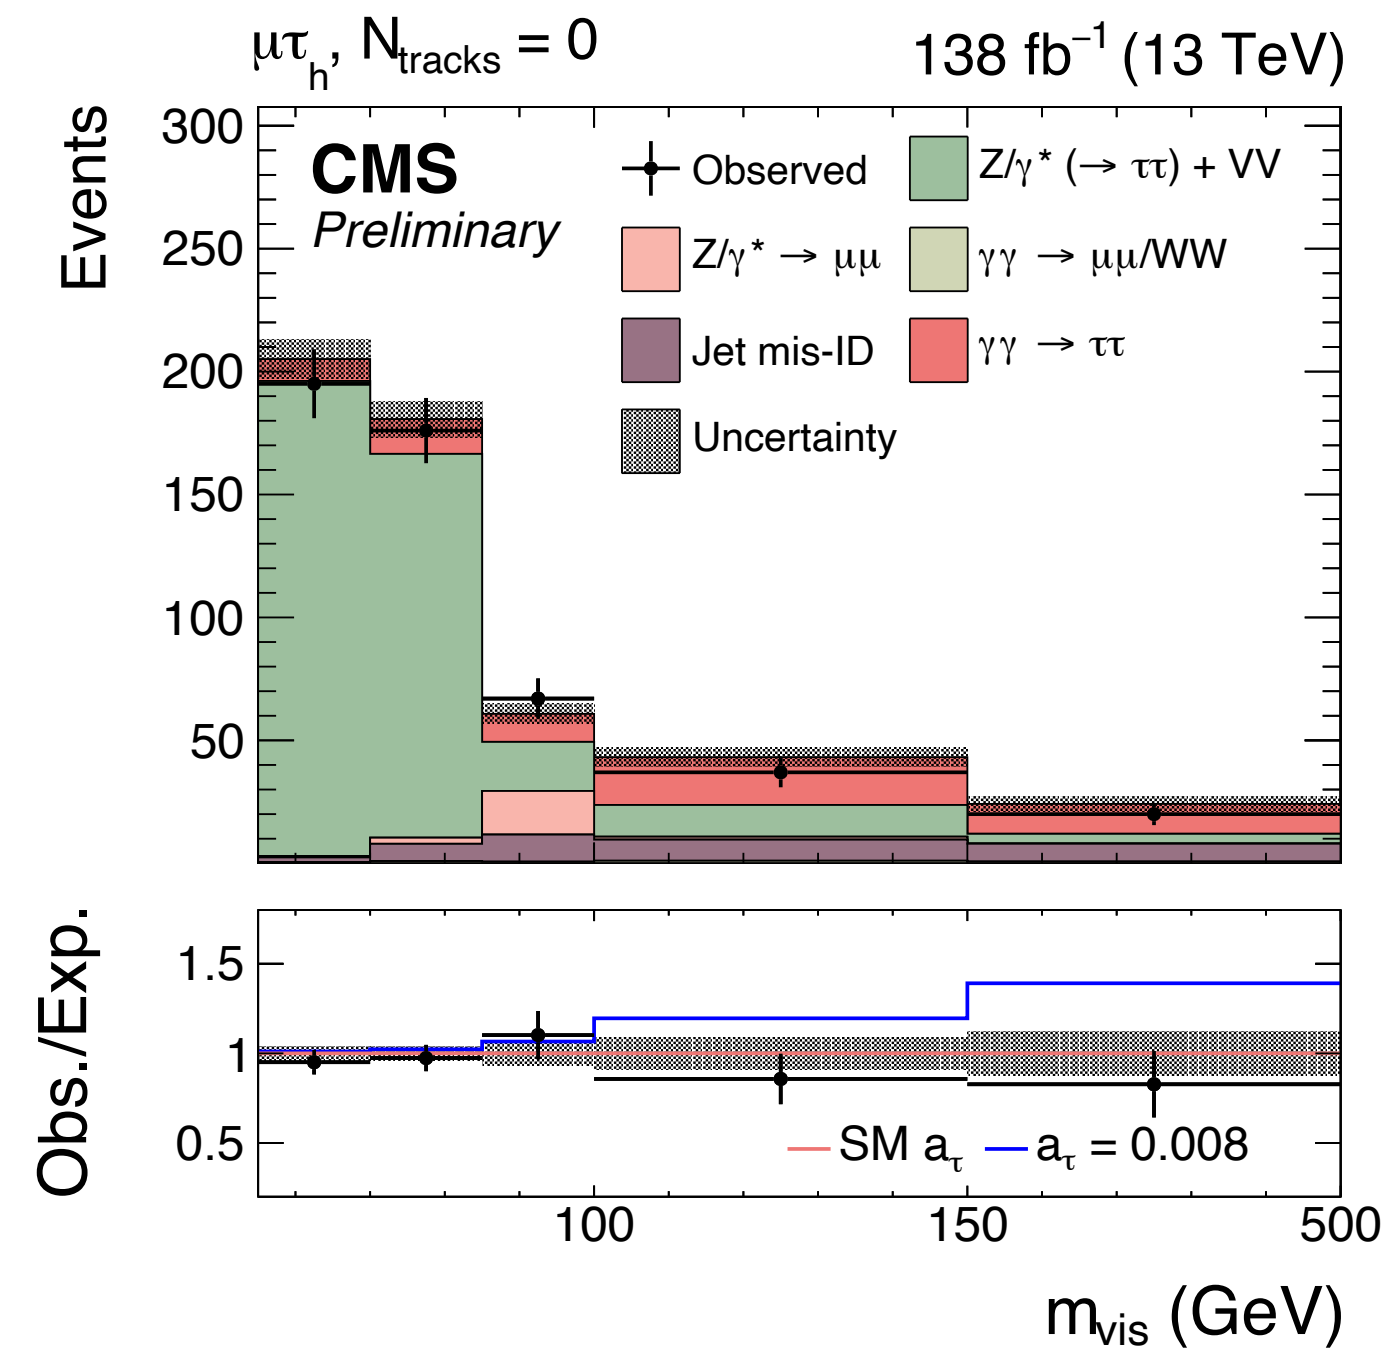 μτh, Ntracks = 0
138 fb⁻¹ (13 TeV)
Events
300
250
200
150
100
50
CMS
Preliminary
Observed
Z/γ* (→ ττ) + VV
Z/γ* → μμ
γγ → μμ/WW
Jet mis-ID
γγ → ττ
Uncertainty
Obs./Exp.
1.5
1
0.5
SM aτ
aτ = 0.008
100
150
500
mvis (GeV)